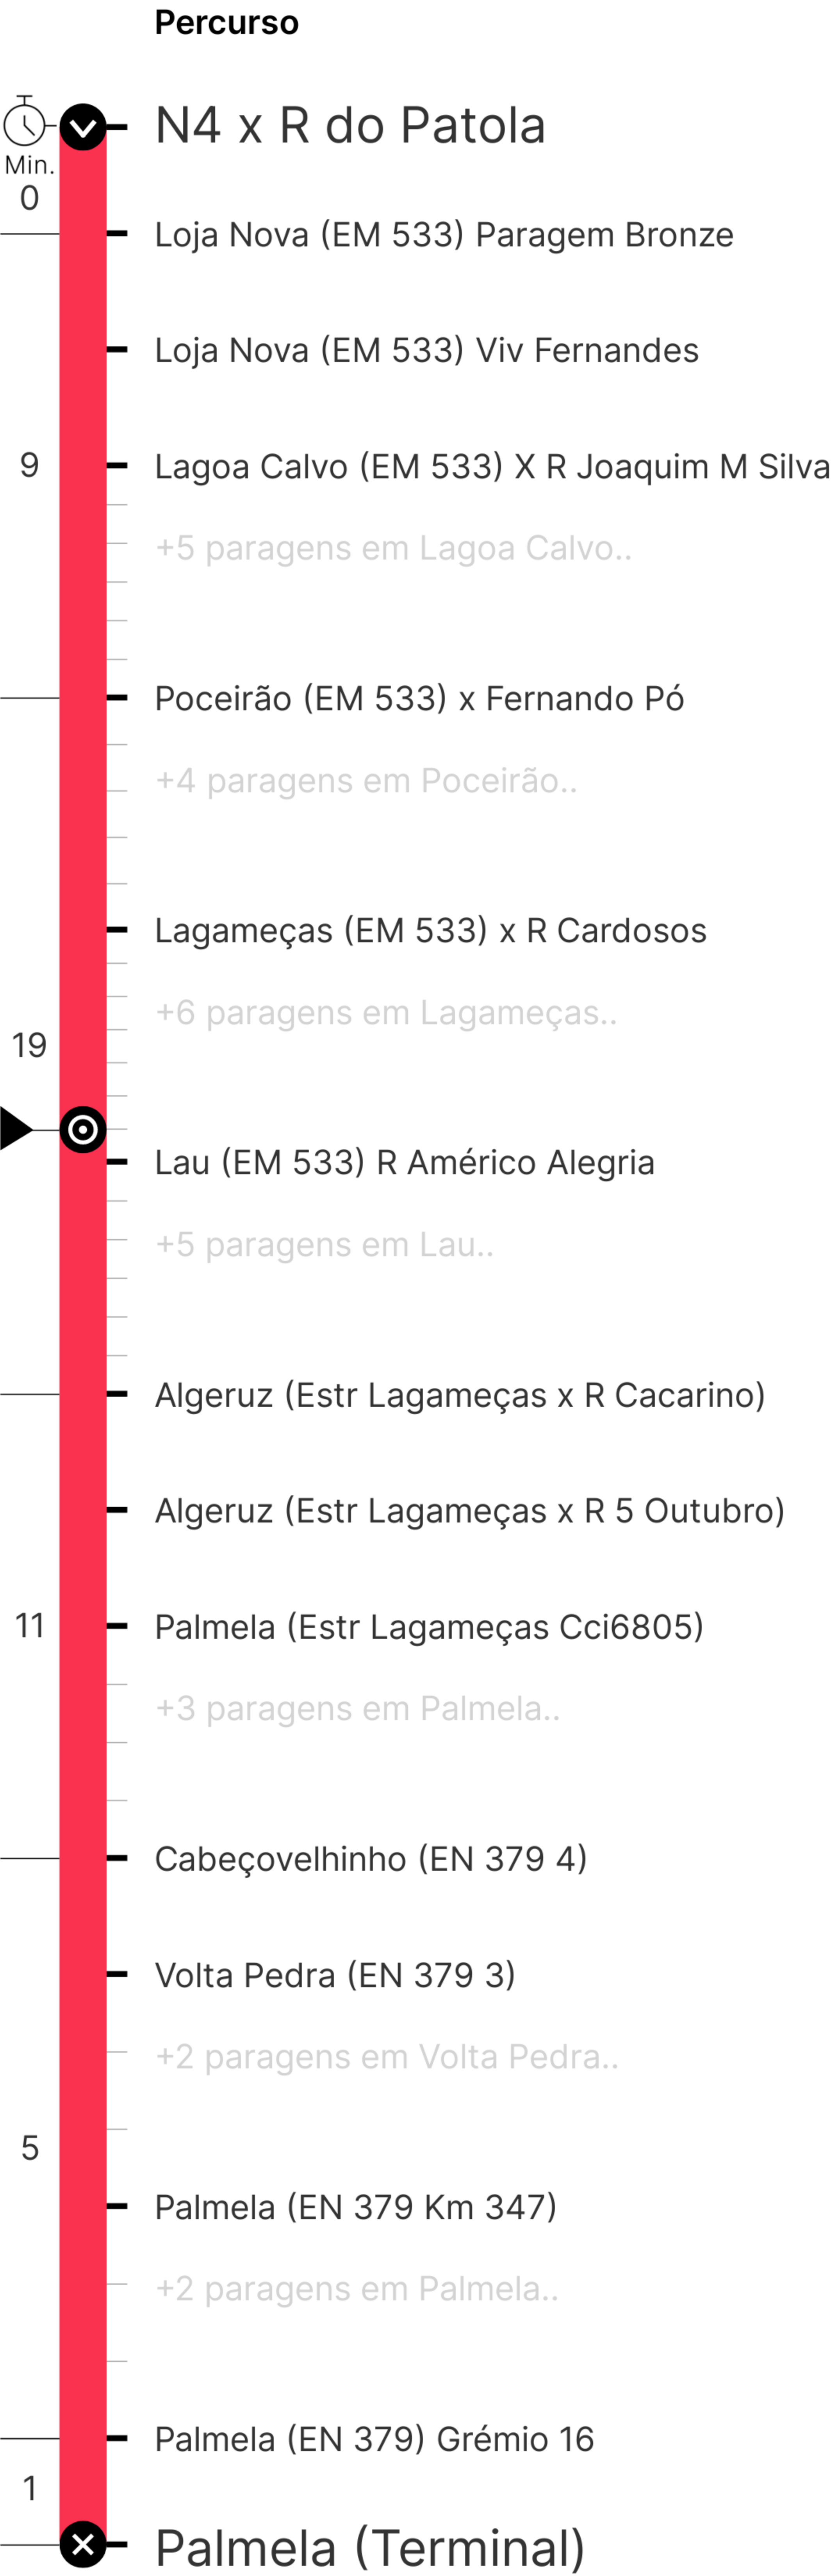 Percurso
N4 x R do Patola
Min.
0
Loja Nova (EM 533) Paragem Bronze
Loja Nova (EM 533) Viv Fernandes
9
Lagoa Calvo (EM 533) X R Joaquim M Silva
+5 paragens em Lagoa Calvo..
Poceirão (EM 533) x Fernando Pó
+4 paragens em Poceirão..
Lagameças (EM 533) x R Cardosos
+6 paragens em Lagameças..
19
Lau (EM 533) R Américo Alegria
+5 paragens em Lau..
Algeruz (Estr Lagameças x R Cacarino)
Algeruz (Estr Lagameças x R 5 Outubro)
11
Palmela (Estr Lagameças Cci6805)
+3 paragens em Palmela..
Cabeçovelhinho (EN 379 4)
Volta Pedra (EN 379 3)
+2 paragens em Volta Pedra..
5
Palmela (EN 379 Km 347)
+2 paragens em Palmela..
Palmela (EN 379) Grémio 16
1
Palmela (Terminal)